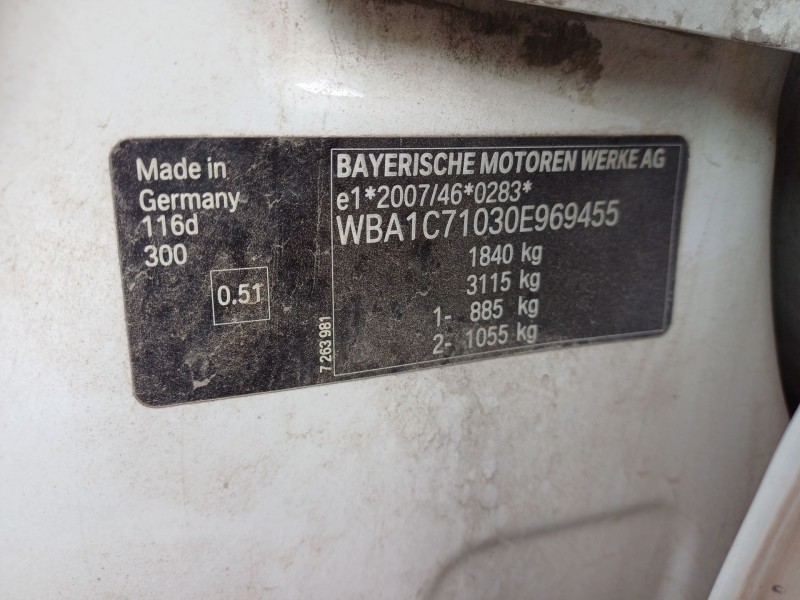 Made in
Germany
116d
300
0.51
7 263 981
BAYERISCHE MOTOREN WERKE AG
e1*2007/46*0283*
WBA1C71030E969455
1840 kg
3115 kg
1- 885 kg
2- 1055 kg